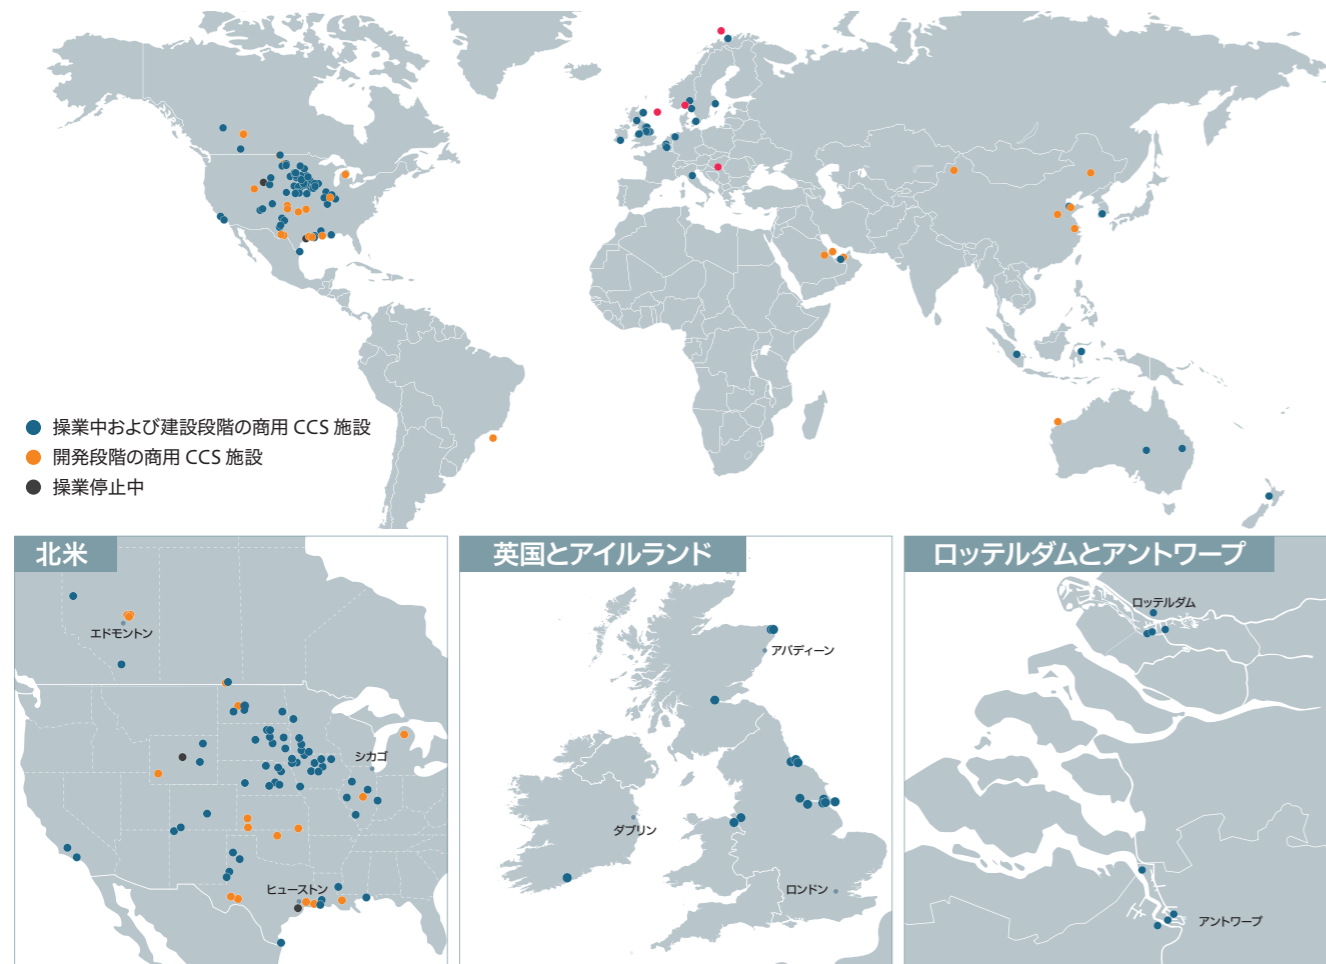 操業中および建設段階の商用 CCS 施設
開発段階の商用 CCS 施設
操業停止中
北米
エドモントン
シカゴ
ヒューストン
英国とアイルランド
アバディーン
ダブリン
ロンドン
ロッテルダムとアントワープ
ロッテルダム
アントワープ